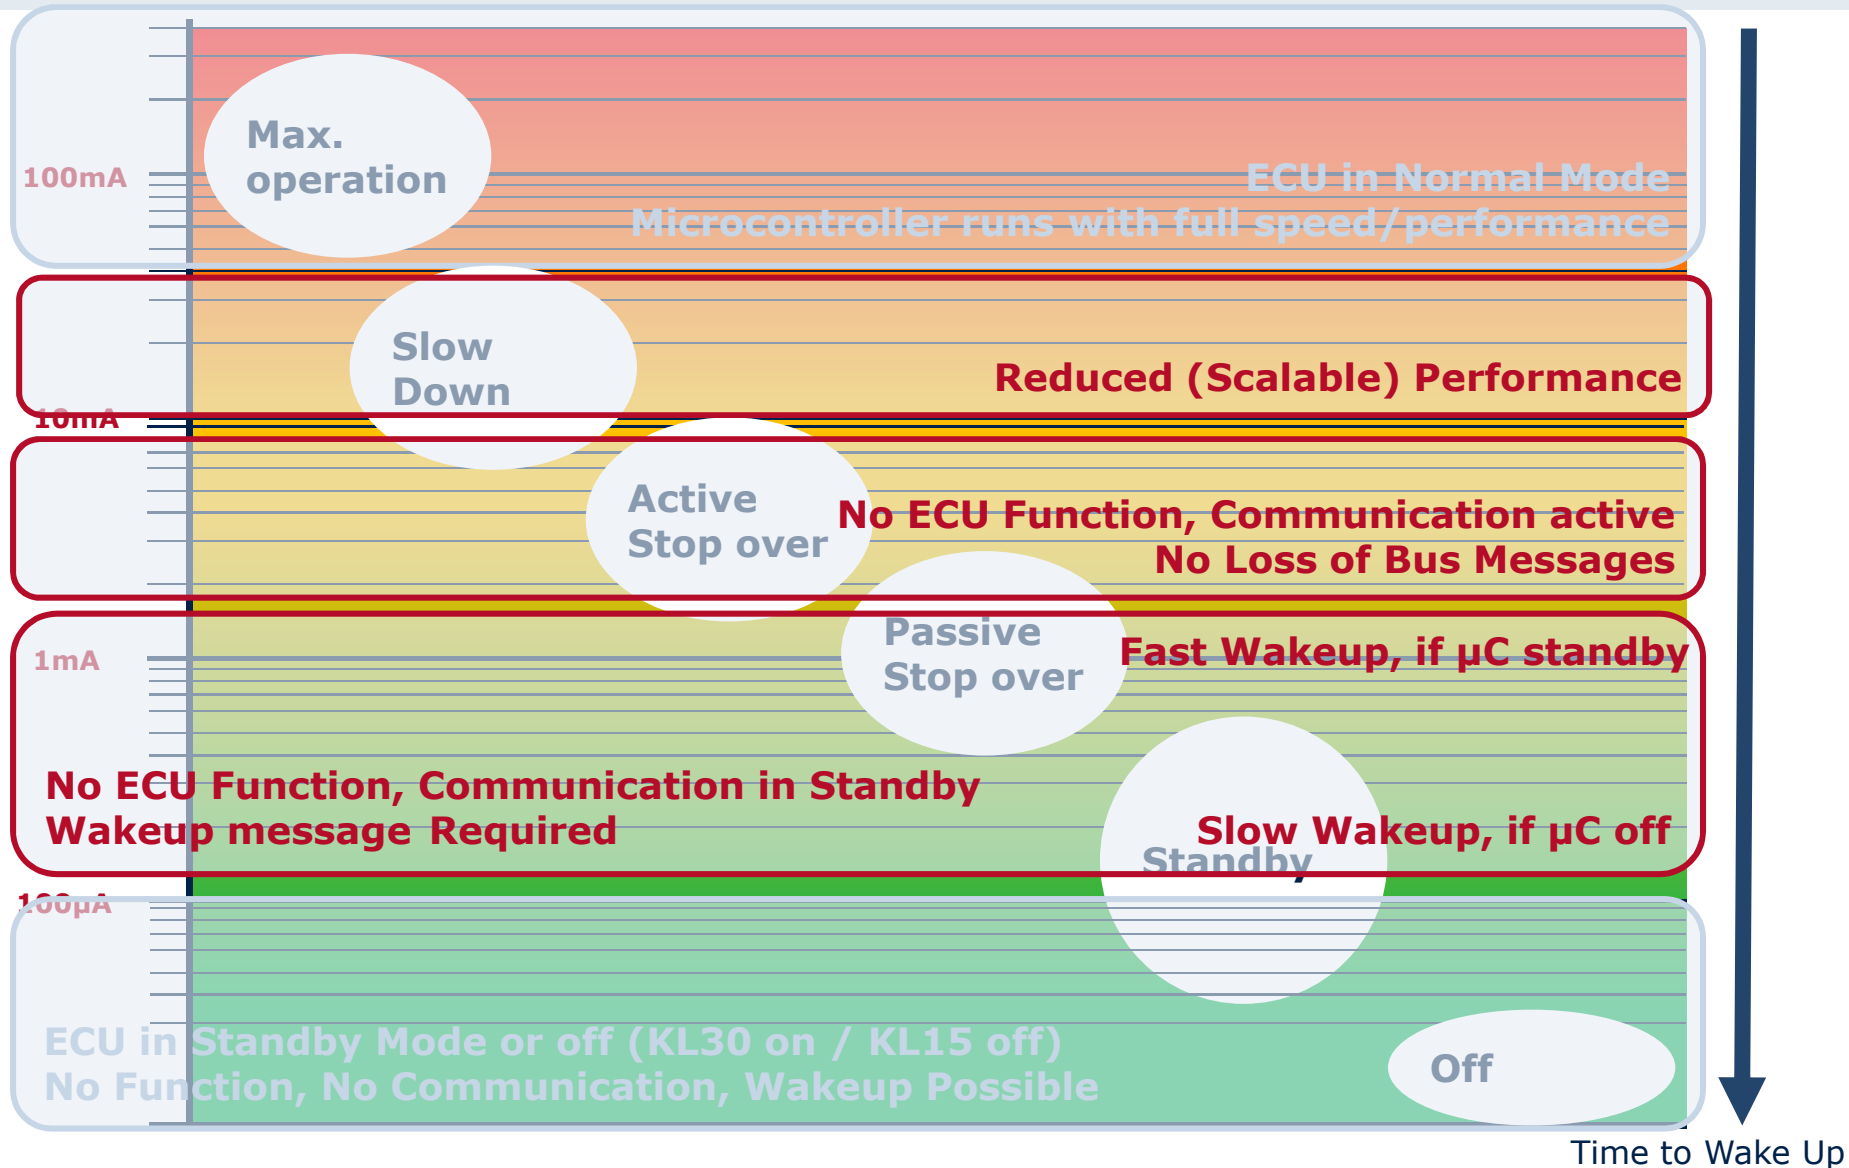 Max.
operation
100mA
ECU in Normal Mode
Microcontroller runs with full speed/performance
Slow
Down
Reduced (Scalable) Performance
10mA
Active
Stop over
No ECU Function, Communication active
No Loss of Bus Messages
Passive
Stop over
Fast Wakeup, if µC standby
1mA
No ECU Function, Communication in Standby
Wakeup message Required
Slow Wakeup, if µC off
Standby
100µA
ECU in Standby Mode or off (KL30 on / KL15 off)
No Function, No Communication, Wakeup Possible
Off
Time to Wake Up